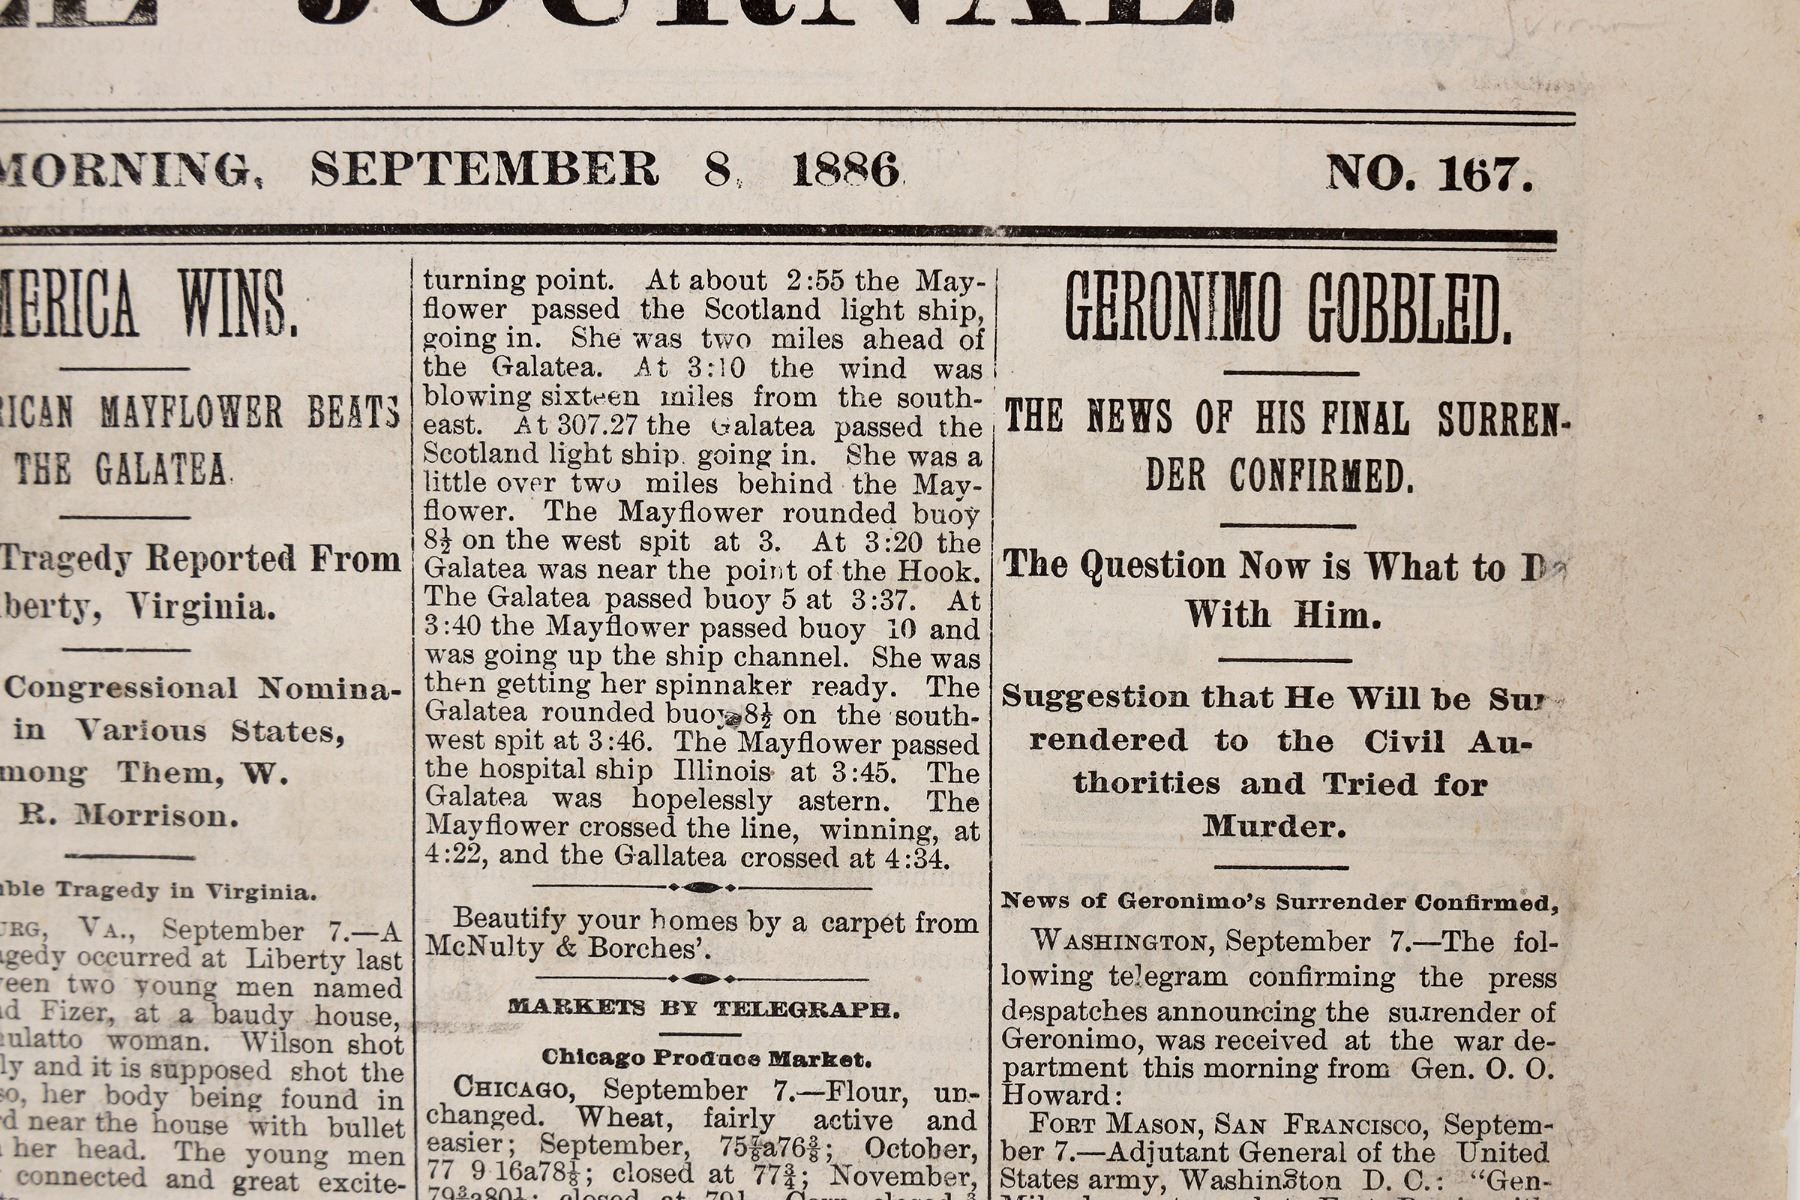 JOURNAL.
MORNING, SEPTEMBER 8, 1886.
NO. 167.
WINS.
MAYFLOWER BEATS
THE GALATEA.
Tragedy Reported From
Virginia.
Congressional Nomina-
in Various States,
Them, W.
R. Morrison.
Tragedy in Virginia.
VA., September 7.—A
occurred at Liberty last
two young men named
Fizer, at a baudy house,
woman. Wilson shot
and it is supposed shot the
her body being found in
near the house with bullet
her head. The young men
connected and great excite-
turning point. At about 2:55 the May-
flower passed the Scotland light ship,
going in. She was two miles ahead of
the Galatea. At 3:10 the wind was
blowing sixteen miles from the south-
east. At 307.27 the Galatea passed the
Scotland light ship, going in. She was a
little over two miles behind the May-
flower. The Mayflower rounded buoy
8½ on the west spit at 3. At 3:20 the
Galatea was near the point of the Hook.
The Galatea passed buoy 5 at 3:37. At
3:40 the Mayflower passed buoy 10 and
was going up the ship channel. She was
then getting her spinnaker ready. The
Galatea rounded buoy 8½ on the south-
west spit at 3:46. The Mayflower passed
the hospital ship Illinois at 3:45. The
Galatea was hopelessly astern. The
Mayflower crossed the line, winning, at
4:22, and the Gallatea crossed at 4:34.
Beautify your homes by a carpet from
McNulty & Borches'.
MARKETS BY TELEGRAPH.
Chicago Produce Market.
CHICAGO, September 7.—Flour, un-
changed. Wheat, fairly active and
easier; September, 75⅞a76⅜; October,
77 9-16a78⅛; closed at 77¾; November,
GERONIMO GOBBLED.
THE NEWS OF HIS FINAL SURREN-
DER CONFIRMED.
The Question Now is What to Do
With Him.
Suggestion that He Will be Sur-
rendered to the Civil Au-
thorities and Tried for
Murder.
News of Geronimo's Surrender Confirmed,
WASHINGTON, September 7.—The fol-
lowing telegram confirming the press
despatches announcing the surrender of
Geronimo, was received at the war de-
partment this morning from Gen. O. O.
Howard:
FORT MASON, SAN FRANCISCO, Septem-
ber 7.—Adjutant General of the United
States army, Washington D. C.: "Gen-